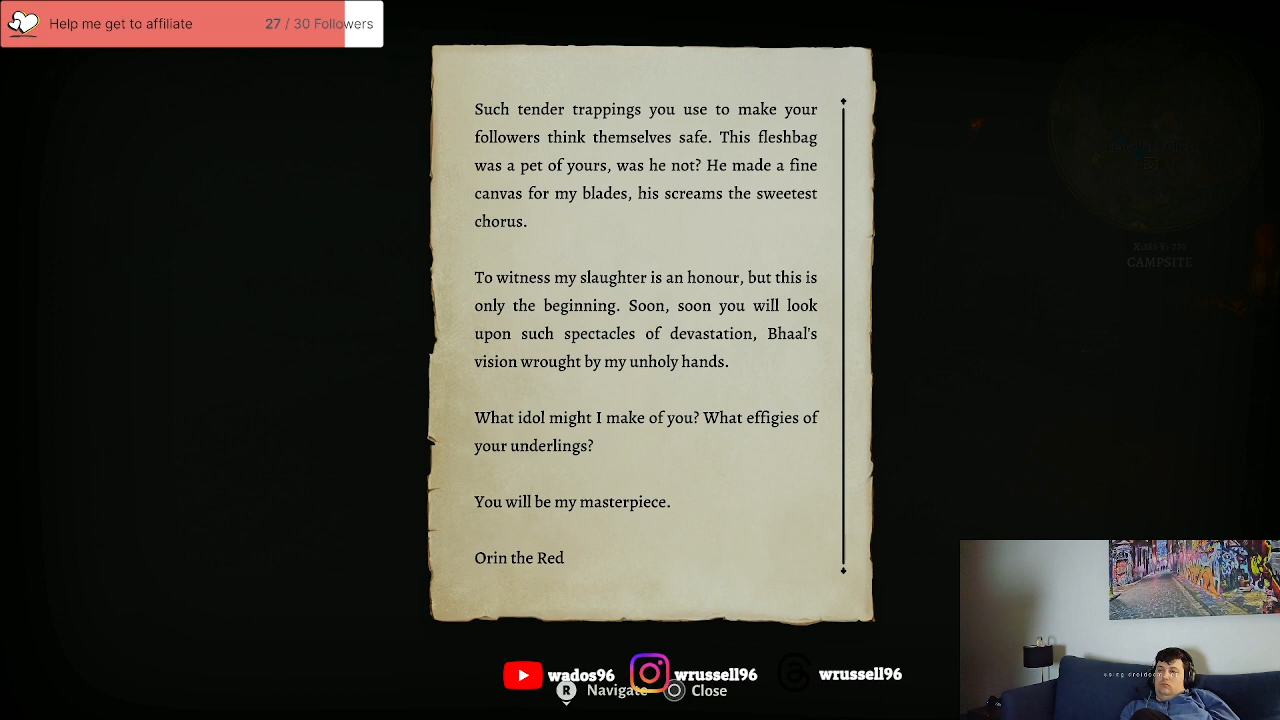 Help me get to affiliate 27 / 30 Followers
Such tender trappings you use to make your
followers think themselves safe. This fleshbag
was a pet of yours, was he not? He made a fine
canvas for my blades, his screams the sweetest
chorus.
To witness my slaughter is an honour, but this is
only the beginning. Soon, soon you will look
upon such spectacles of devastation, Bhaal's
vision wrought by my unholy hands.
What idol might I make of you? What effigies of
your underlings?
You will be my masterpiece.
Orin the Red
CAMPSITE
wados96 wrussell96 wrussell96
R Navigate Close